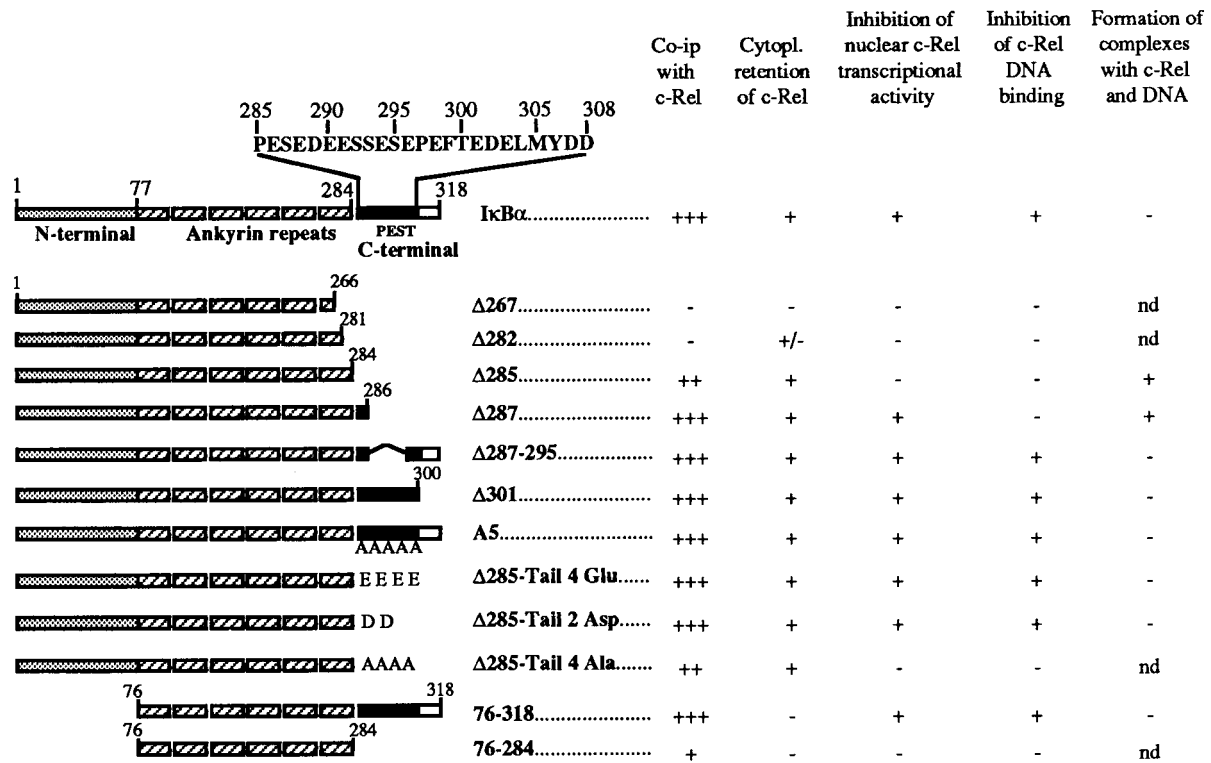 Co-ip with c-Rel
Cytopl. retention of c-Rel
Inhibition of nuclear c-Rel transcriptional activity
Inhibition of c-Rel DNA binding
Formation of complexes with c-Rel and DNA
285 290 295 300 305 308
PESEDEESSESEPEFTEDELMYDD
1 77 284 318
IκBα.................... +++ + + + -
N-terminal Ankyrin repeats PEST
C-terminal
1 266
Δ267...................... - - - - nd
281
Δ282...................... - +/- - - nd
284
Δ285...................... ++ + - - +
286
Δ287...................... +++ + + - +
Δ287-295............... +++ + + + -
300
Δ301...................... +++ + + + -
A5......................... +++ + + + -
AAAAA
EEEE Δ285-Tail 4 Glu...... +++ + + + -
DD Δ285-Tail 2 Asp...... +++ + + + -
AAAA Δ285-Tail 4 Ala....... ++ + - - nd
76 318
76-318................... +++ - + + -
76 284
76-284................... + - - - nd